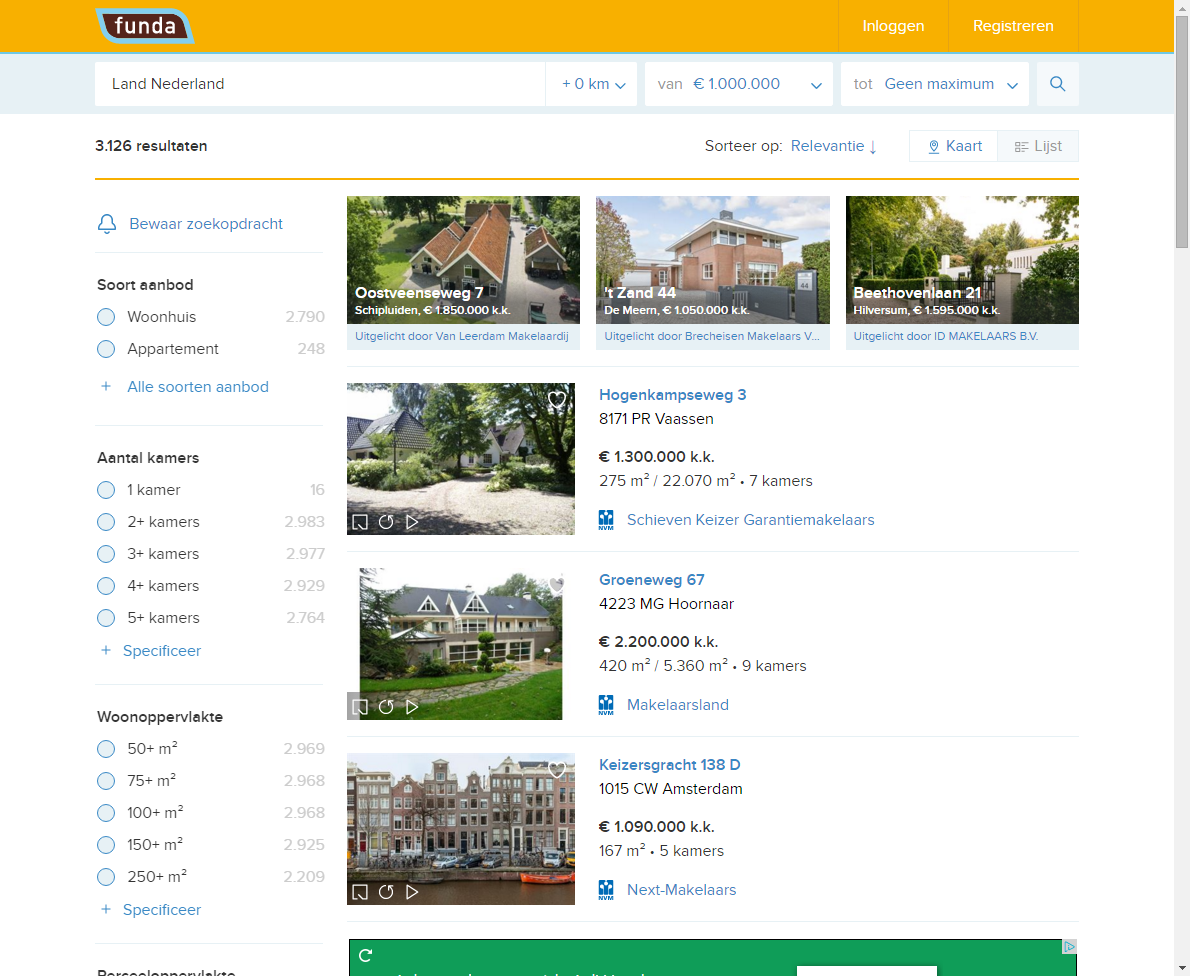 funda
Inloggen
Registreren
Land Nederland
+ 0 km
van € 1.000.000
tot Geen maximum
3.126 resultaten
Sorteer op: Relevantie ↓
Kaart
Lijst
Bewaar zoekopdracht
Soort aanbod
Woonhuis 2.790
Appartement 248
+ Alle soorten aanbod
Aantal kamers
1 kamer 16
2+ kamers 2.983
3+ kamers 2.977
4+ kamers 2.929
5+ kamers 2.764
+ Specificeer
Woonoppervlakte
50+ m² 2.969
75+ m² 2.968
100+ m² 2.968
150+ m² 2.925
250+ m² 2.209
+ Specificeer
Perceeloppervlakte
Oostveenseweg 7
Schipluiden, € 1.850.000 k.k.
Uitgelicht door Van Leerdam Makelaardij
't Zand 44
De Meern, € 1.050.000 k.k.
Uitgelicht door Brecheisen Makelaars V...
44
Beethovenlaan 21
Hilversum, € 1.595.000 k.k.
Uitgelicht door ID MAKELAARS B.V.
Hogenkampseweg 3
8171 PR Vaassen
€ 1.300.000 k.k.
275 m² / 22.070 m² • 7 kamers
NVM
Schieven Keizer Garantiemakelaars
Groeneweg 67
4223 MG Hoornaar
€ 2.200.000 k.k.
420 m² / 5.360 m² • 9 kamers
NVM
Makelaarsland
Keizersgracht 138 D
1015 CW Amsterdam
€ 1.090.000 k.k.
167 m² • 5 kamers
NVM
Next-Makelaars